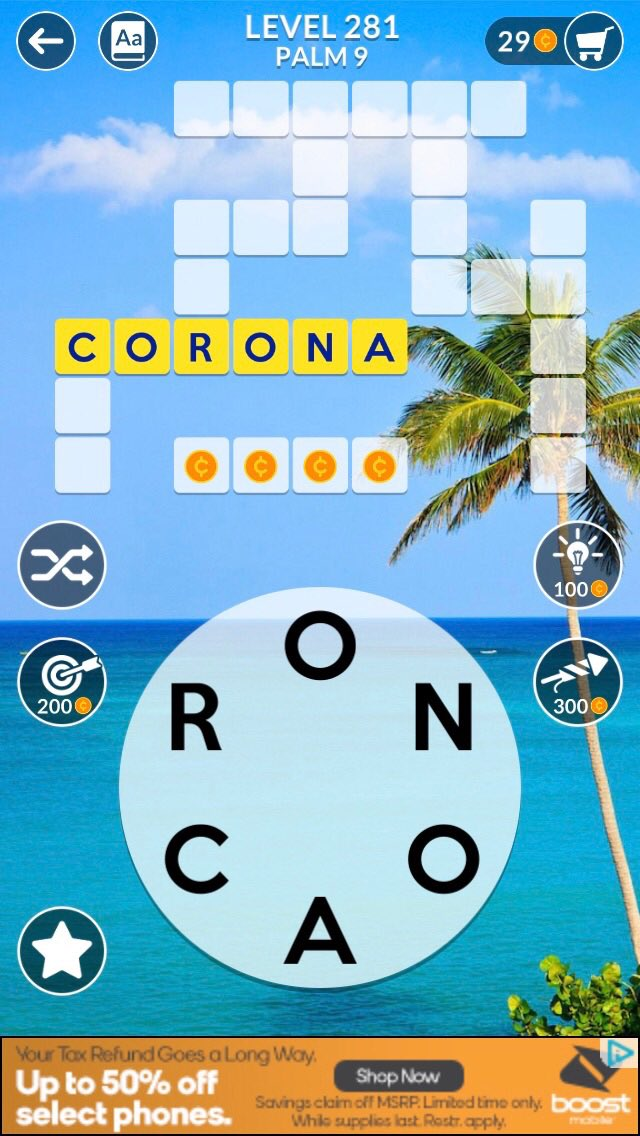 Aa
LEVEL 281
PALM 9
29
CORONA
100
200
300
O
R N
C O
A
Your Tax Refund Goes a Long Way.
Up to 50% off
select phones.
Shop Now
Savings claim off MSRP. Limited time only.
While supplies last. Restr. apply.
boost
mobile